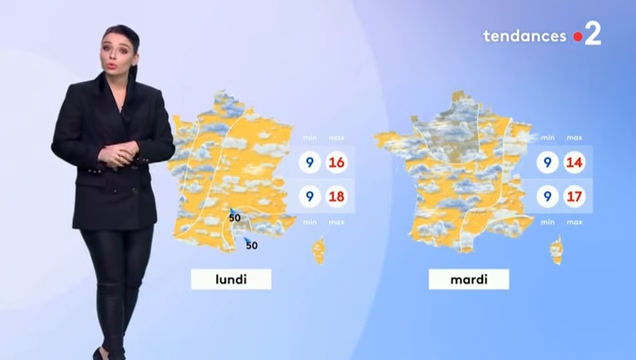 tendances 2
min max
9 16
9 18
min max
50
50
lundi
min max
9 14
9 17
min max
mardi